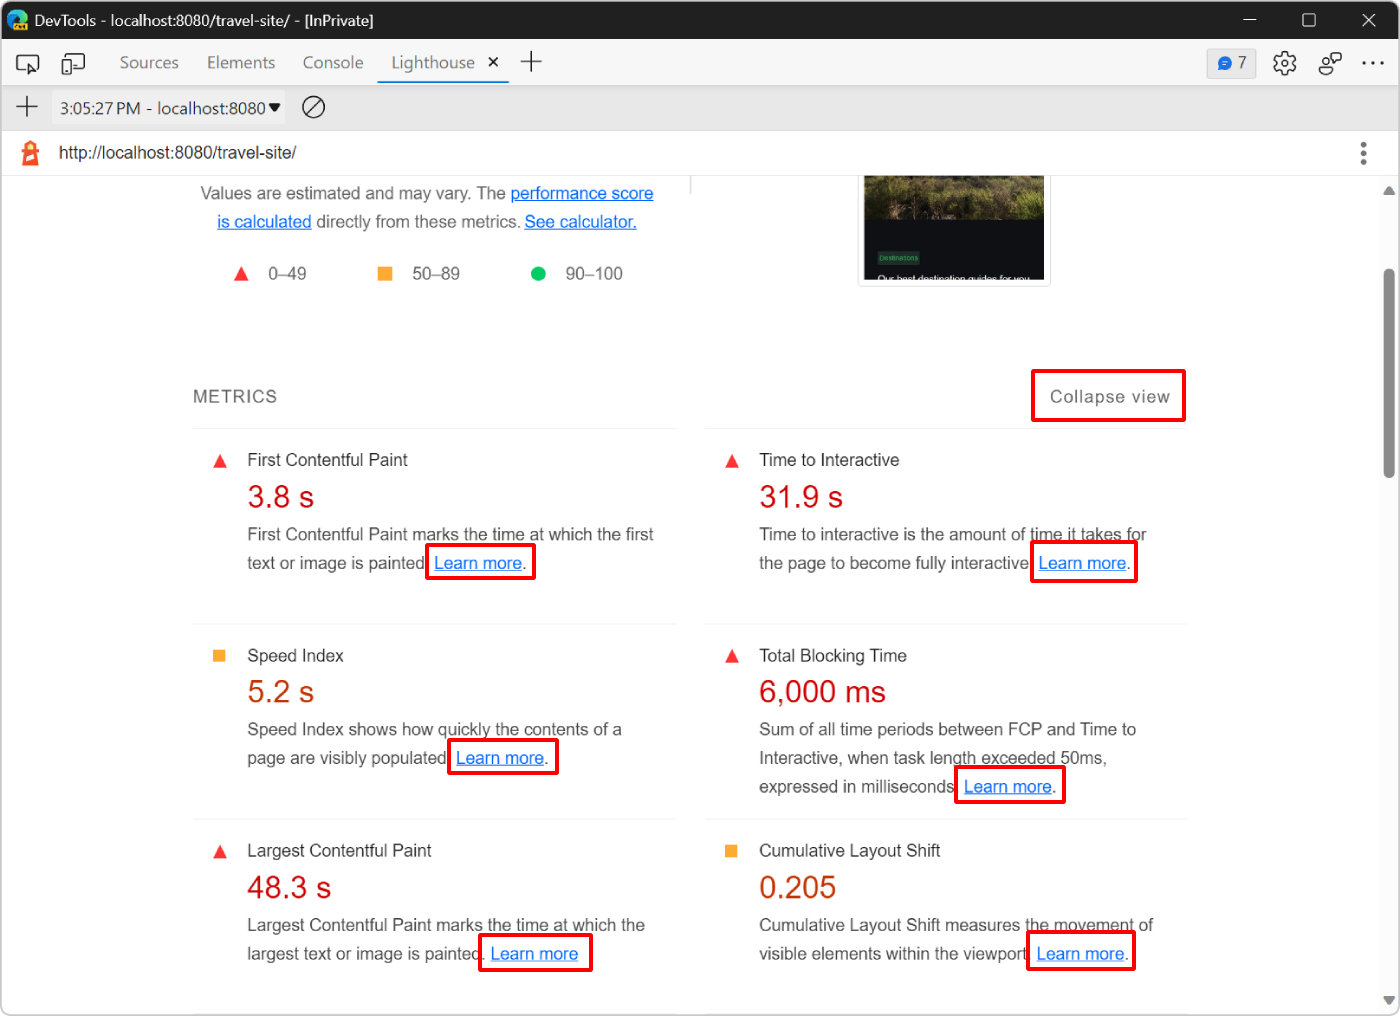 DevTools - localhost:8080/travel-site/ - [InPrivate]
Sources Elements Console Lighthouse 7
3:05:27 PM - localhost:8080
http://localhost:8080/travel-site/
Values are estimated and may vary. The performance score
is calculated directly from these metrics. See calculator.
0–49 50–89 90–100
Destinations
Our best destination guides for you
METRICS
Collapse view
First Contentful Paint
3.8 s
First Contentful Paint marks the time at which the first
text or image is painted Learn more.
Time to Interactive
31.9 s
Time to interactive is the amount of time it takes for
the page to become fully interactive Learn more.
Speed Index
5.2 s
Speed Index shows how quickly the contents of a
page are visibly populated Learn more.
Total Blocking Time
6,000 ms
Sum of all time periods between FCP and Time to
Interactive, when task length exceeded 50ms,
expressed in milliseconds Learn more.
Largest Contentful Paint
48.3 s
Largest Contentful Paint marks the time at which the
largest text or image is painted. Learn more
Cumulative Layout Shift
0.205
Cumulative Layout Shift measures the movement of
visible elements within the viewport Learn more.